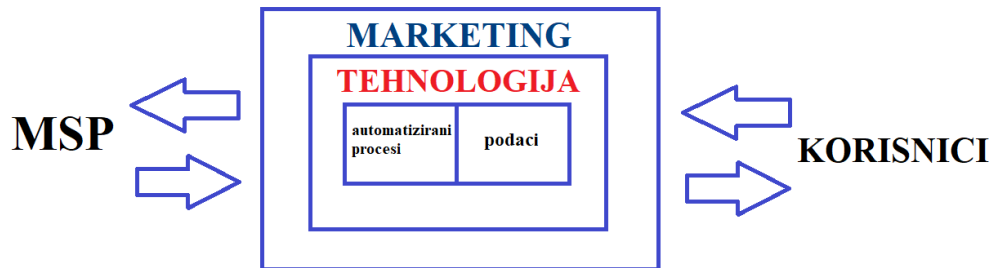 MARKETING
TEHNOLOGIJA
MSP
automatizirani
procesi
podaci
KORISNICI